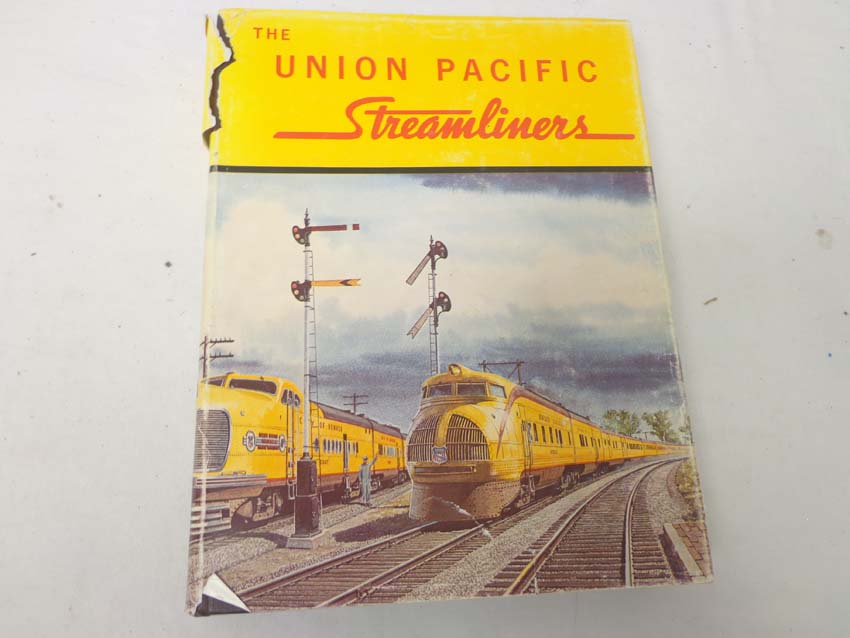 THE
UNION PACIFIC
Streamliners